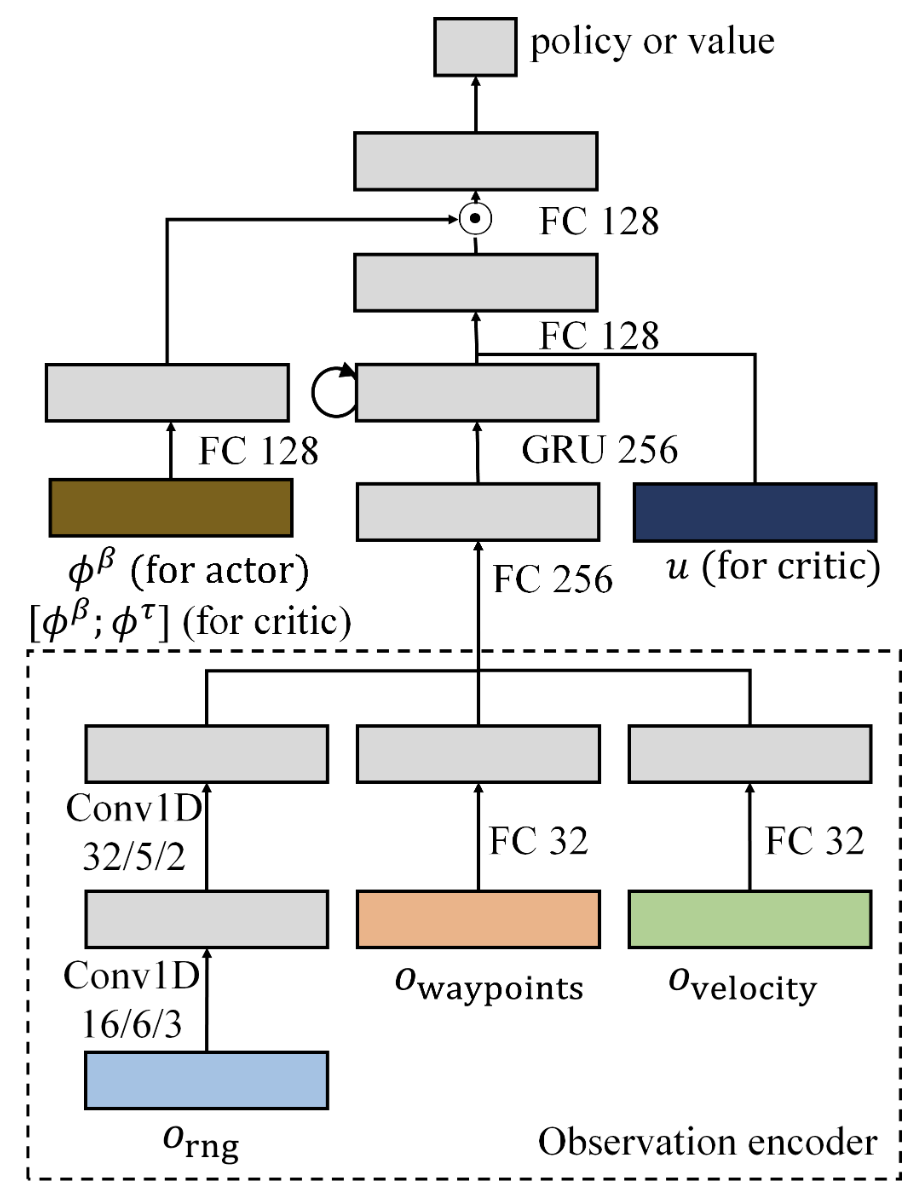 policy or value
FC 128
FC 128
FC 128
GRU 256
ϕ^β (for actor)
[ϕ^β; ϕ^τ] (for critic)
FC 256
u (for critic)
Conv1D
32/5/2
FC 32
FC 32
Conv1D
16/6/3
o_waypoints
o_velocity
o_rng
Observation encoder